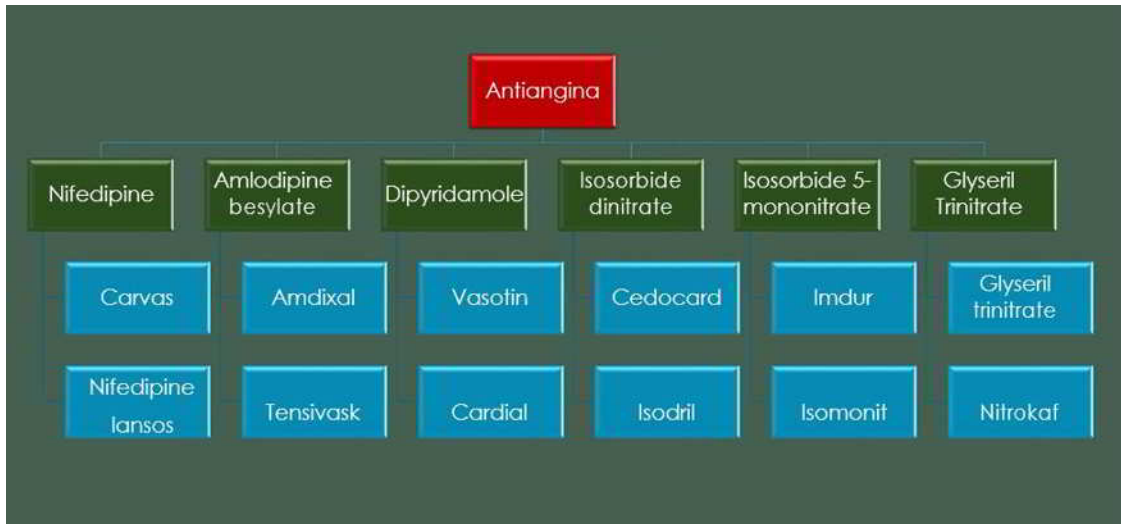 Antiangina
Nifedipine
Amlodipine
besylate
Dipyridamole
Isosorbide
dinitrate
Isosorbide 5-
mononitrate
Glyseril
Trinitrate
Carvas
Amdixal
Vasotin
Cedocard
Imdur
Glyseril
trinitrate
Nifedipine
lansos
Tensivask
Cardial
Isodril
Isomonit
Nitrokaf